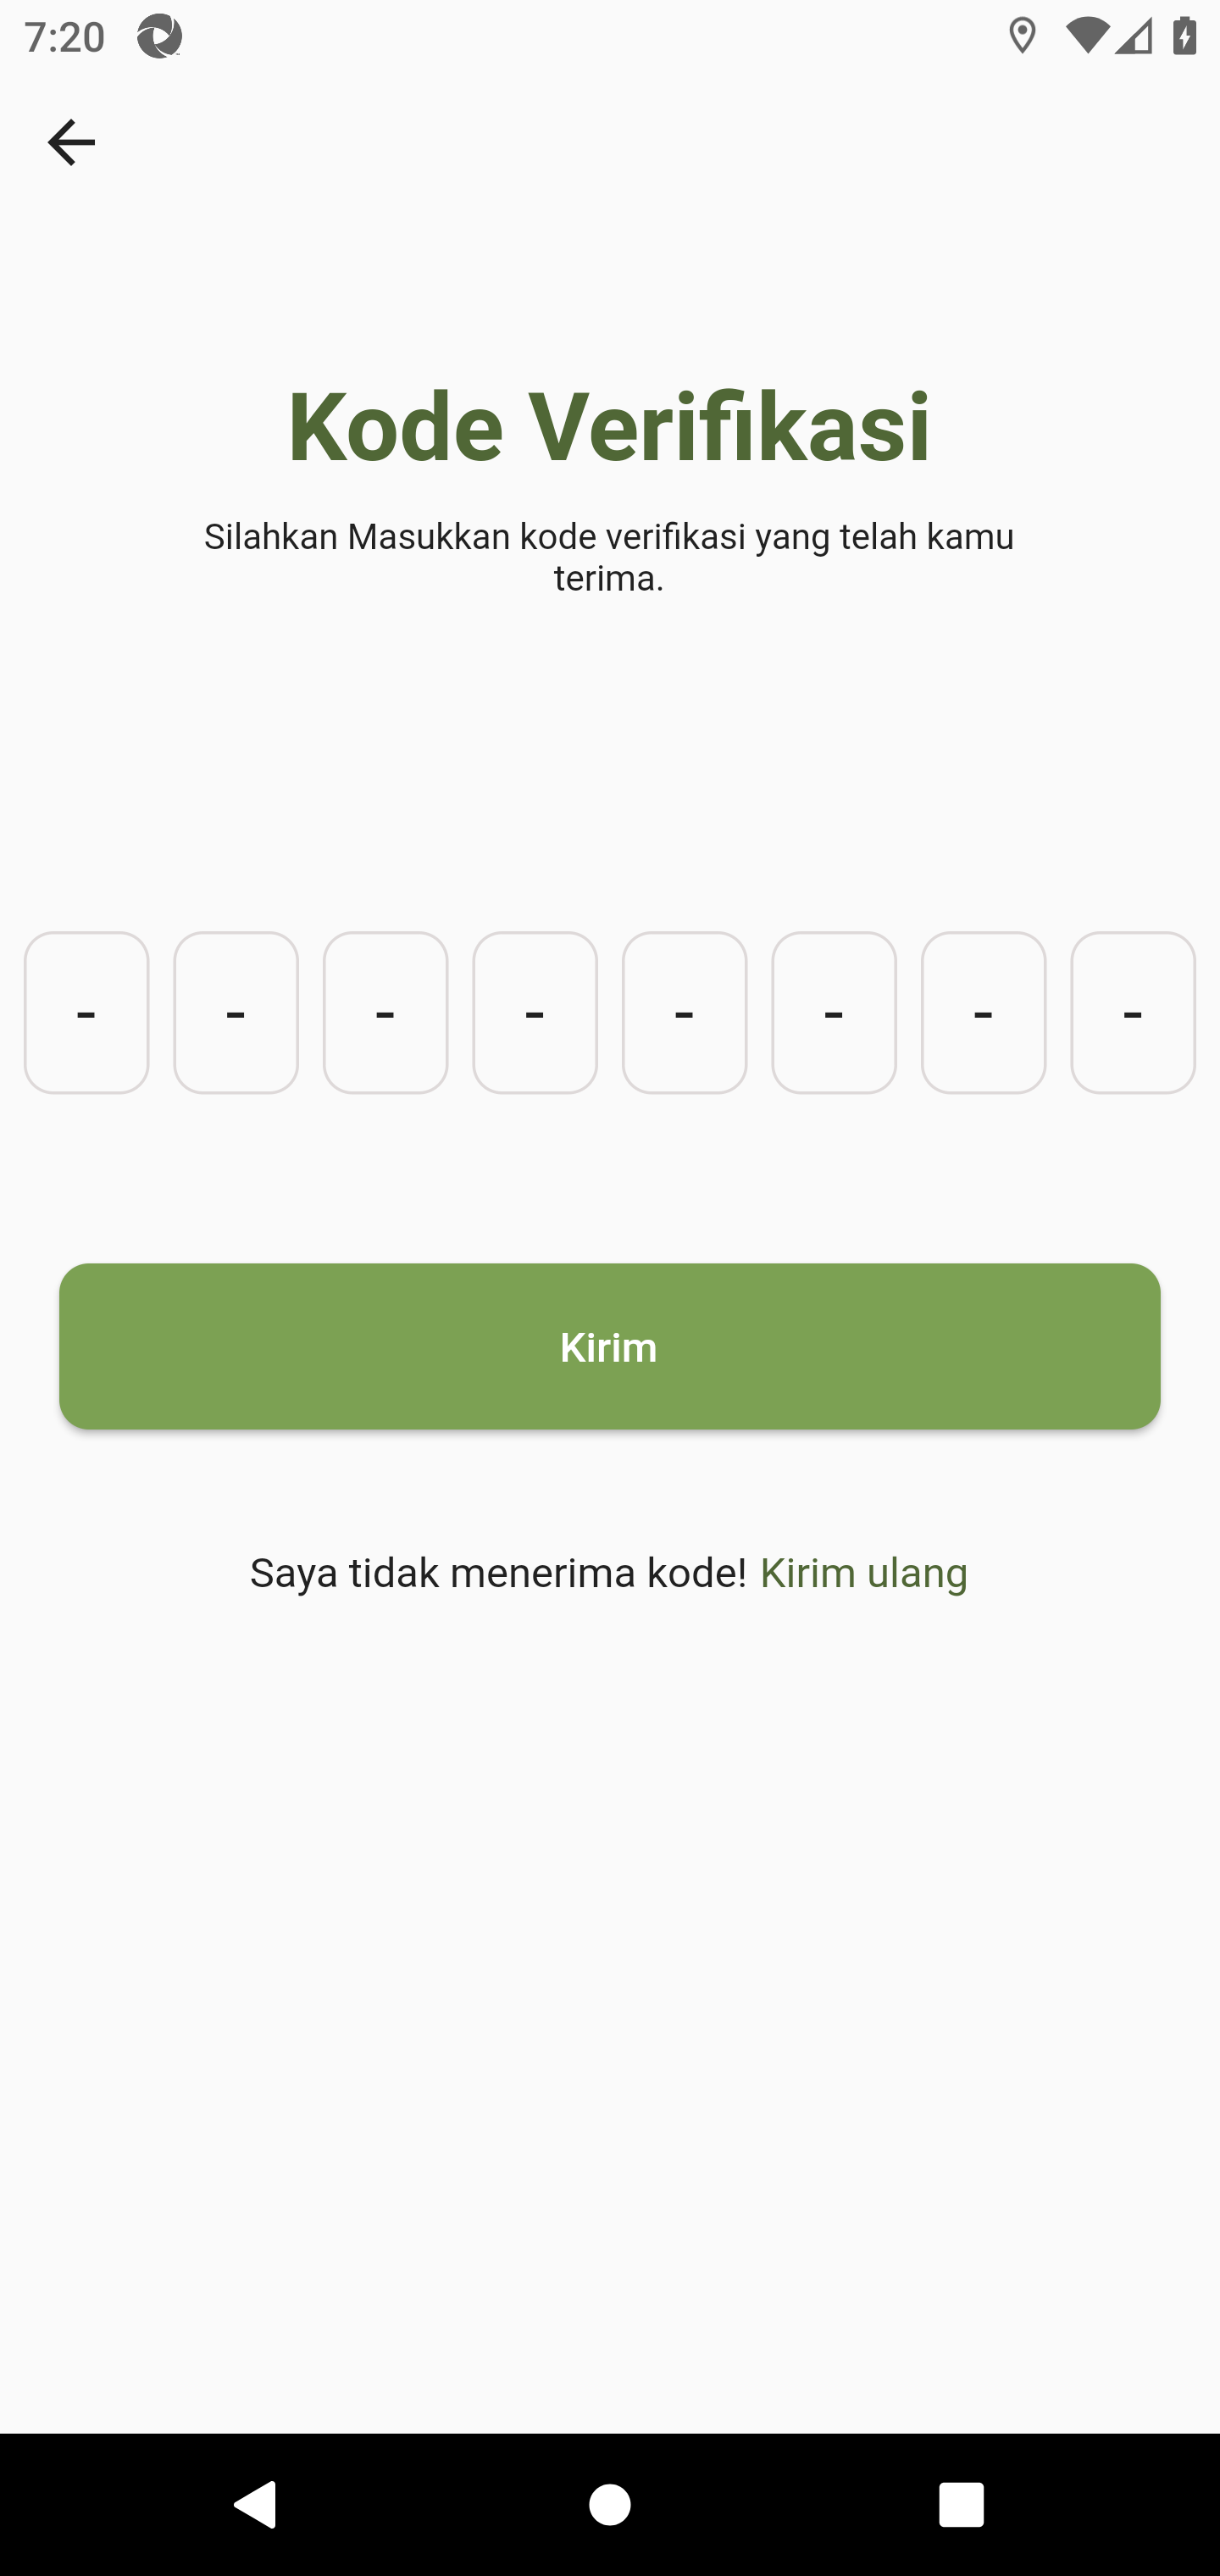 7:20
Kode Verifikasi
Silahkan Masukkan kode verifikasi yang telah kamu
terima.
- - - - - - - -
Kirim
Saya tidak menerima kode! Kirim ulang